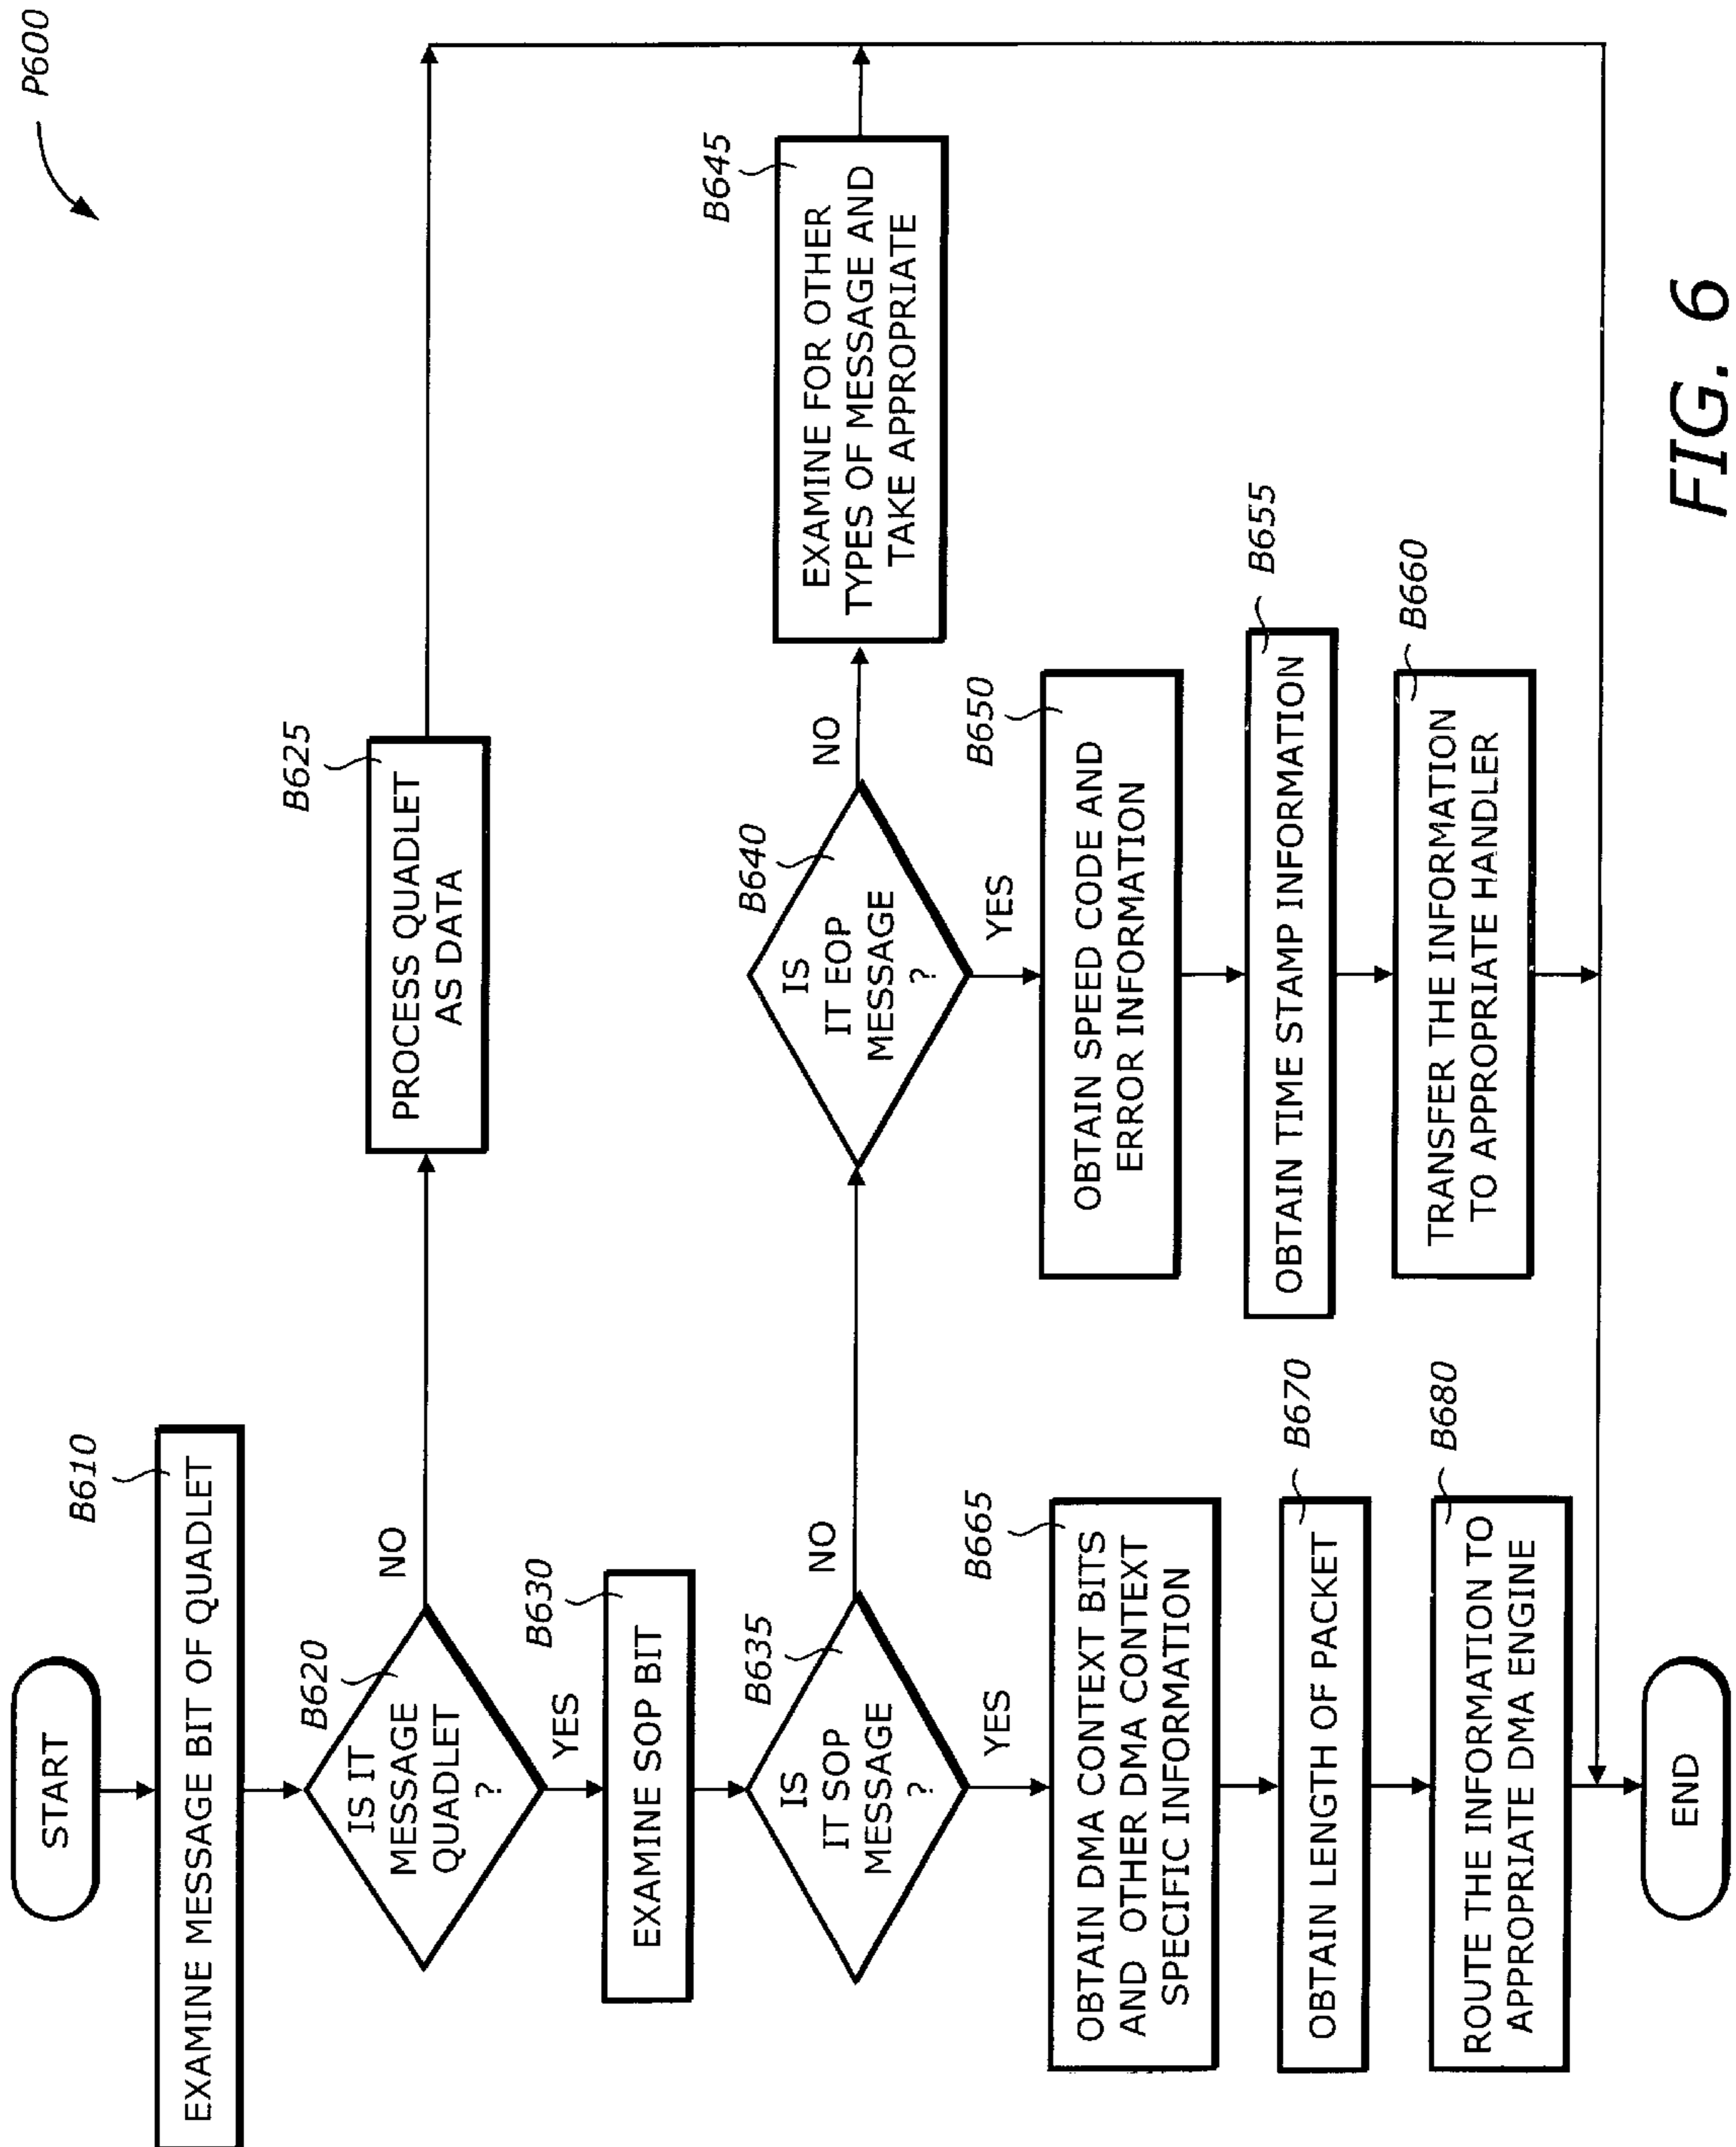 P600
START
B610
EXAMINE MESSAGE BIT OF QUADLET
B620
IS IT
MESSAGE
QUADLET
?
NO
B625
PROCESS QUADLET
AS DATA
YES
B630
EXAMINE SOP BIT
B635
IS
IT SOP
MESSAGE
?
NO
B640
IS
IT EOP
MESSAGE
?
NO
B645
EXAMINE FOR OTHER
TYPES OF MESSAGE AND
TAKE APPROPRIATE
YES
B665
OBTAIN DMA CONTEXT BITS
AND OTHER DMA CONTEXT
SPECIFIC INFORMATION
YES
B650
OBTAIN SPEED CODE AND
ERROR INFORMATION
B670
OBTAIN LENGTH OF PACKET
B655
OBTAIN TIME STAMP INFORMATION
B680
ROUTE THE INFORMATION TO
APPROPRIATE DMA ENGINE
B660
TRANSFER THE INFORMATION
TO APPROPRIATE HANDLER
END
FIG. 6